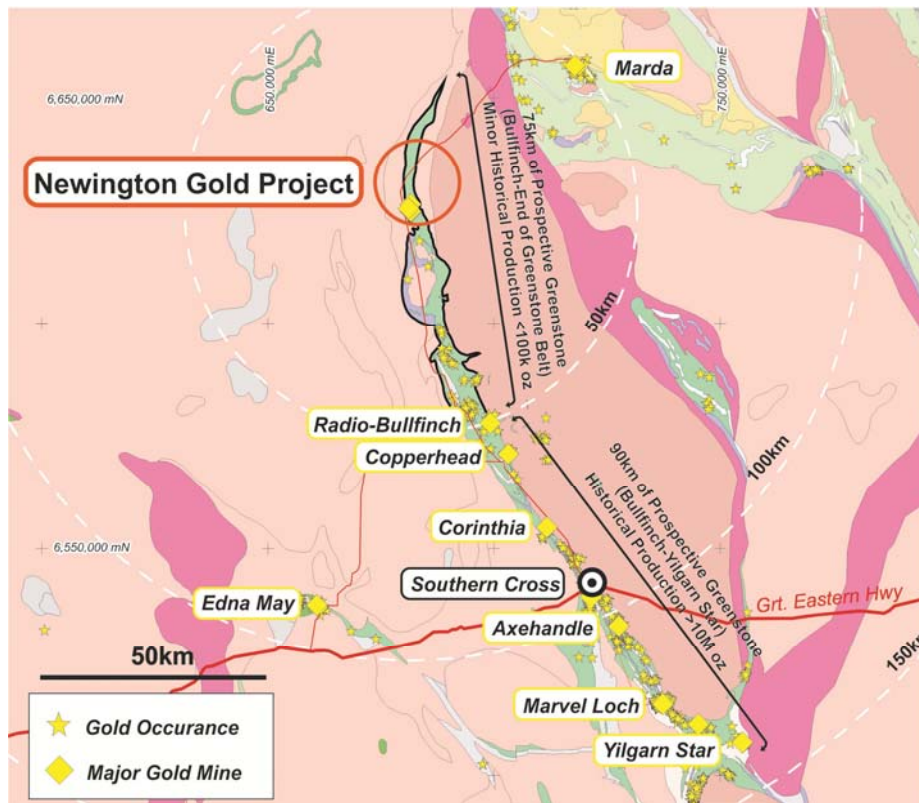 Marda
6,650,000 mN
650,000 mE
750,000 mE
Newington Gold Project
75km of Prospective Greenstone
(Bullfinch-End of Greenstone Belt)
Minor Historical Production <100k oz
50km
Radio-Bullfinch
Copperhead
100km
90km of Prospective Greenstone
(Bullfinch-Yilgarn Star)
Historical Production >10M oz
Corinthia
6,550,000 mN
Southern Cross
Edna May
Grt. Eastern Hwy
Axehandle
50km
150km
Marvel Loch
Gold Occurance
Yilgarn Star
Major Gold Mine